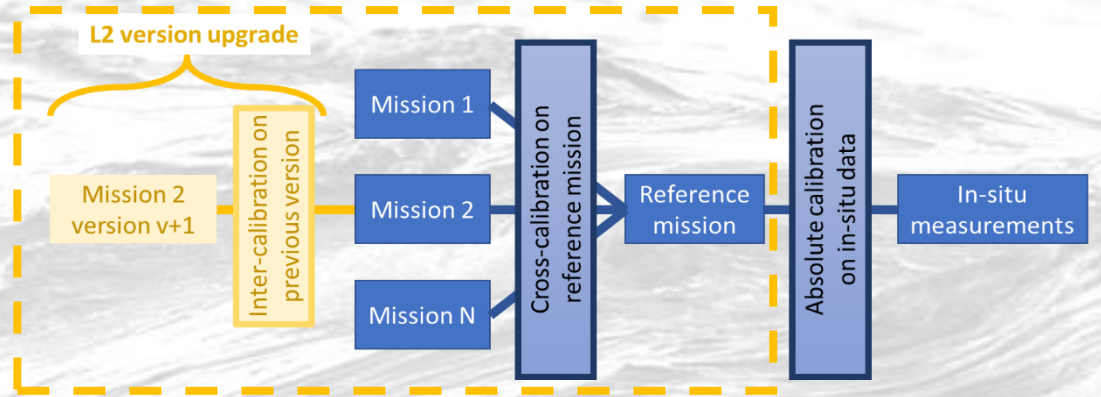 L2 version upgrade
Mission 2
version v+1
Inter-calibration on
previous version
Mission 1
Mission 2
Mission N
Cross-calibration on
reference mission
Reference
mission
Absolute calibration
on in-situ data
In-situ
measurements